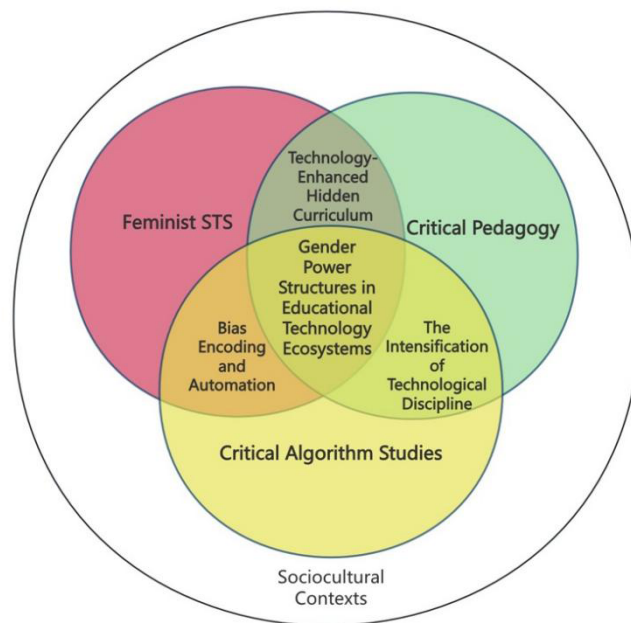 Technology-
Enhanced
Hidden
Curriculum
Feminist STS
Critical Pedagogy
Gender
Power
Structures in
Educational
Technology
Ecosystems
Bias
Encoding
and
Automation
The
Intensification
of
Technological
Discipline
Critical Algorithm Studies
Sociocultural
Contexts